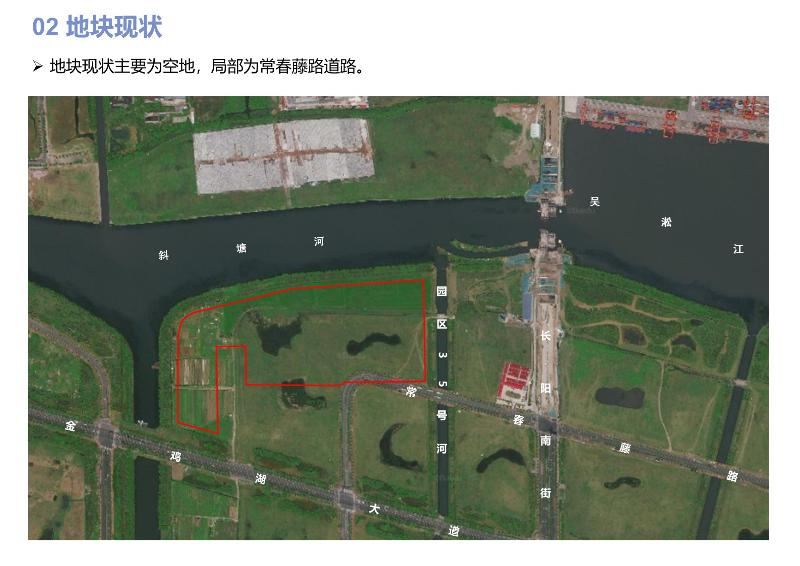 02 地块现状
➢ 地块现状主要为空地，局部为常春藤路道路。
吴淞江
斜塘河
园区35号河
长阳南街
常春藤路
金鸡湖大道